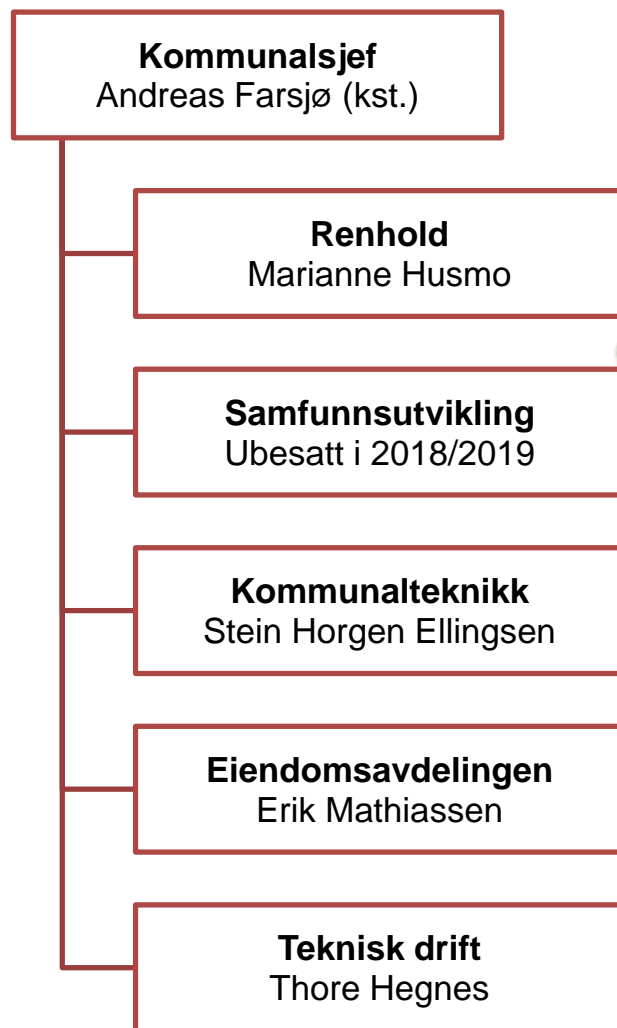 Kommunalsjef
Andreas Farsjø (kst.)
Renhold
Marianne Husmo
Samfunnsutvikling
Ubesatt i 2018/2019
Kommunalteknikk
Stein Horgen Ellingsen
Eiendomsavdelingen
Erik Mathiassen
Teknisk drift
Thore Hegnes